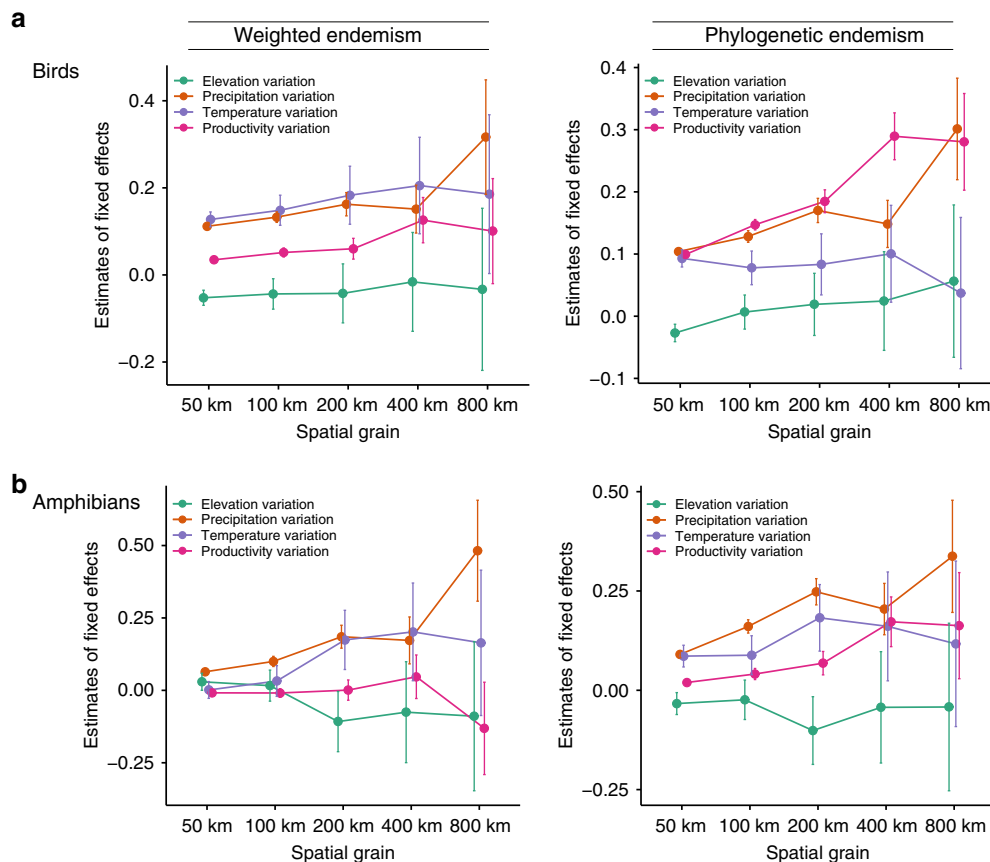 a
Weighted endemism
Phylogenetic endemism
Birds
Elevation variation
Precipitation variation
Temperature variation
Productivity variation
0.4
0.2
0.0
−0.2
Estimates of fixed effects
50 km 100 km 200 km 400 km 800 km
Spatial grain
Elevation variation
Precipitation variation
Temperature variation
Productivity variation
0.4
0.3
0.2
0.1
0.0
−0.1
Estimates of fixed effects
50 km 100 km 200 km 400 km 800 km
Spatial grain
b
Amphibians
Elevation variation
Precipitation variation
Temperature variation
Productivity variation
0.50
0.25
0.00
−0.25
Estimates of fixed effects
50 km 100 km 200 km 400 km 800 km
Spatial grain
Elevation variation
Precipitation variation
Temperature variation
Productivity variation
0.50
0.25
0.00
−0.25
Estimates of fixed effects
50 km 100 km 200 km 400 km 800 km
Spatial grain